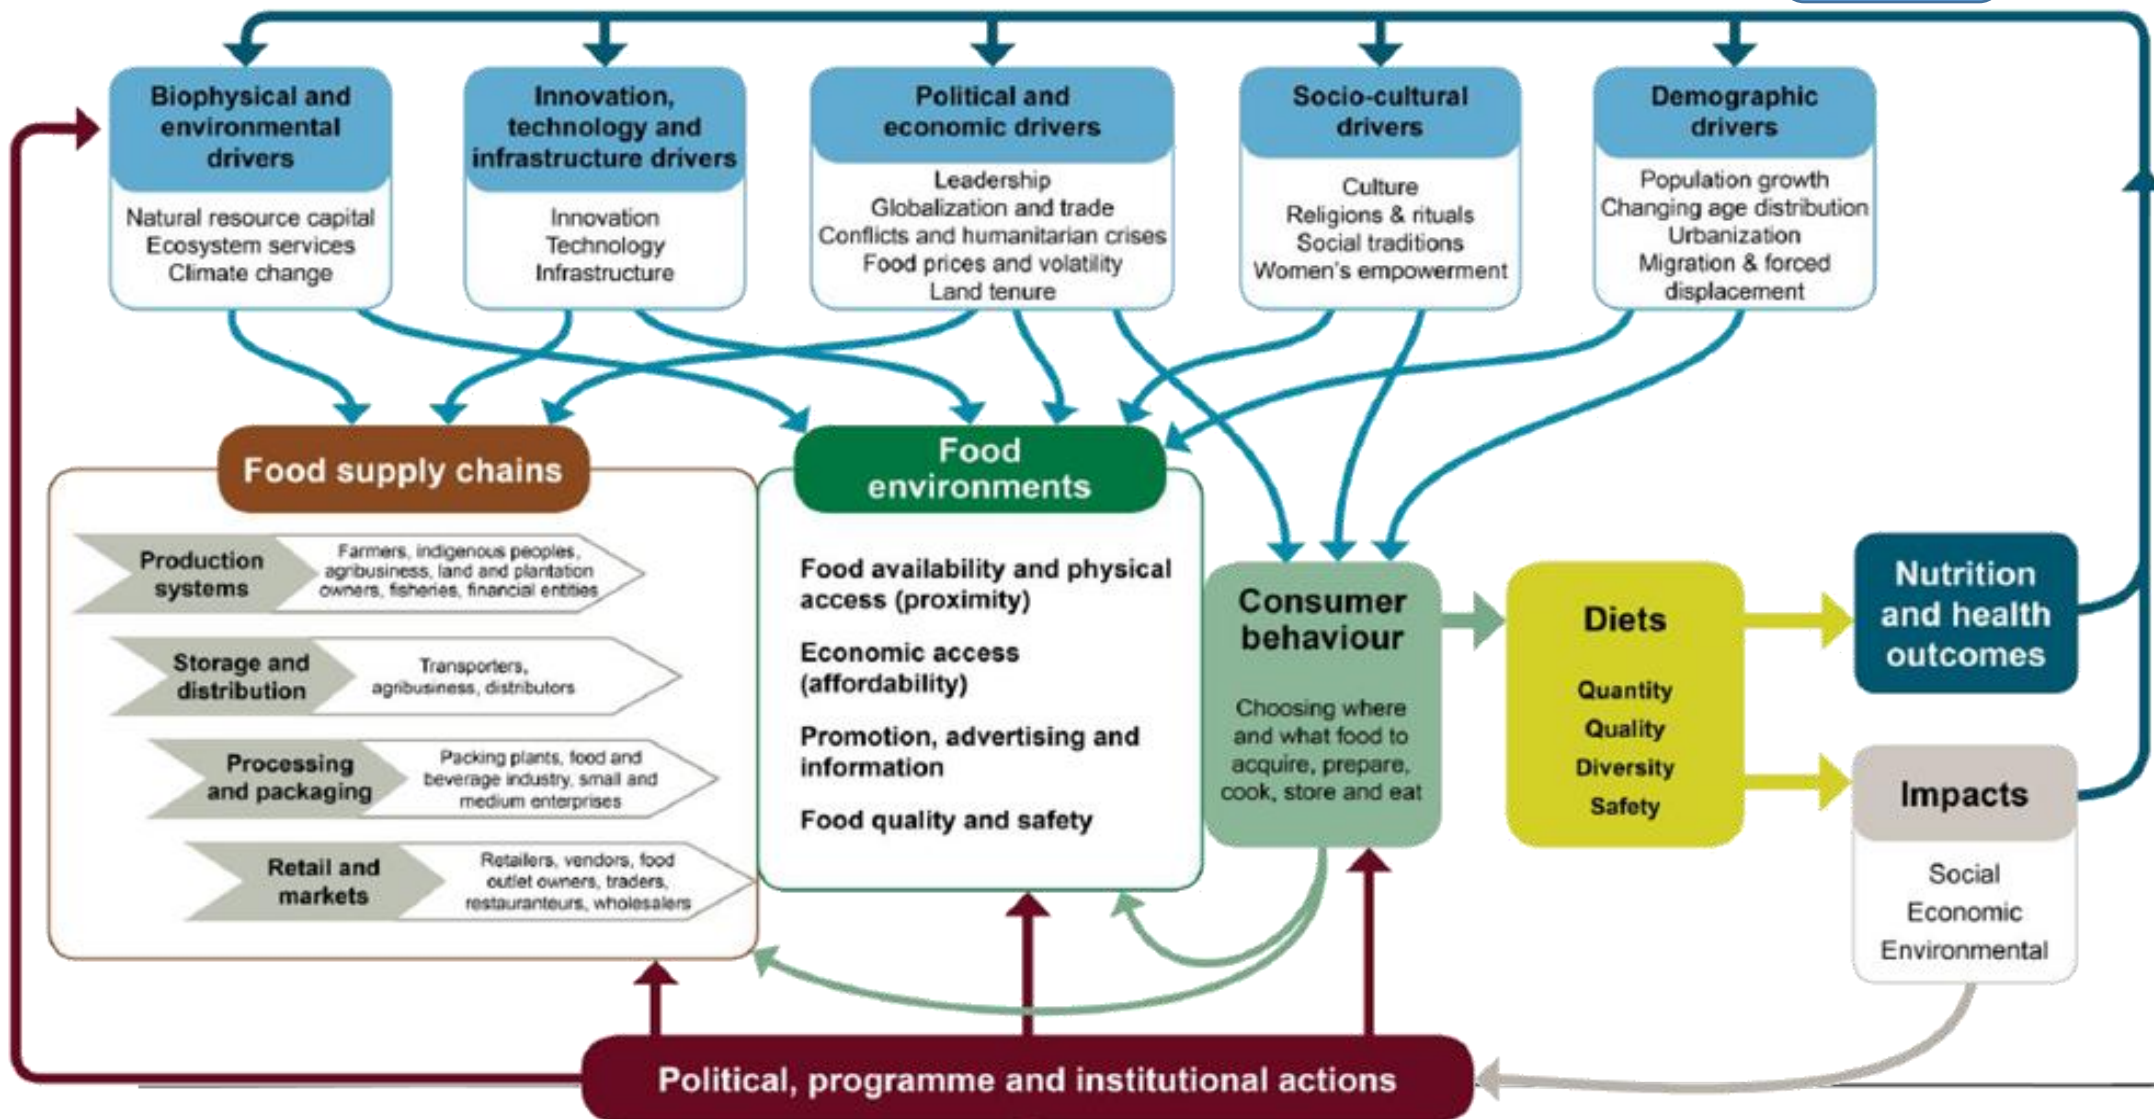 Biophysical and
environmental
drivers
Natural resource capital
Ecosystem services
Climate change
Innovation,
technology and
infrastructure drivers
Innovation
Technology
Infrastructure
Political and
economic drivers
Leadership
Globalization and trade
Conflicts and humanitarian crises
Food prices and volatility
Land tenure
Socio-cultural
drivers
Culture
Religions & rituals
Social traditions
Women's empowerment
Demographic
drivers
Population growth
Changing age distribution
Urbanization
Migration & forced
displacement
Food supply chains
Production
systems
Farmers, indigenous peoples,
agribusiness, land and plantation
owners, fisheries, financial entities
Storage and
distribution
Transporters,
agribusiness, distributors
Processing
and packaging
Packing plants, food and
beverage industry, small and
medium enterprises
Retail and
markets
Retailers, vendors, food
outlet owners, traders,
restauranteurs, wholesalers
Food
environments
Food availability and physical
access (proximity)
Economic access
(affordability)
Promotion, advertising and
information
Food quality and safety
Consumer
behaviour
Choosing where
and what food to
acquire, prepare,
cook, store and eat
Diets
Quantity
Quality
Diversity
Safety
Nutrition
and health
outcomes
Impacts
Social
Economic
Environmental
Political, programme and institutional actions